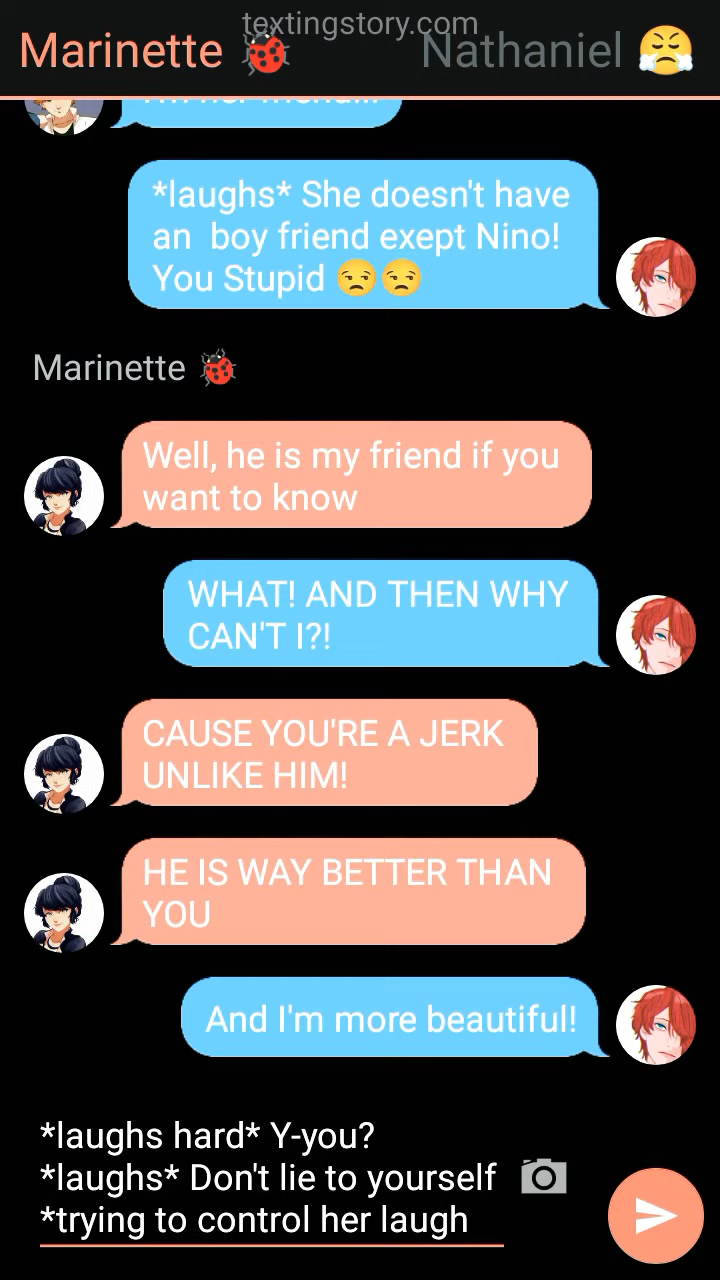 textingstory.com
Marinette 🐞 Nathaniel 😤
*laughs* She doesn't have
an  boy friend exept Nino!
You Stupid 😒😒
Marinette 🐞
Well, he is my friend if you
want to know
WHAT! AND THEN WHY
CAN'T I?!
CAUSE YOU'RE A JERK
UNLIKE HIM!
HE IS WAY BETTER THAN
YOU
And I'm more beautiful!
*laughs hard* Y-you?
*laughs* Don't lie to yourself
*trying to control her laugh